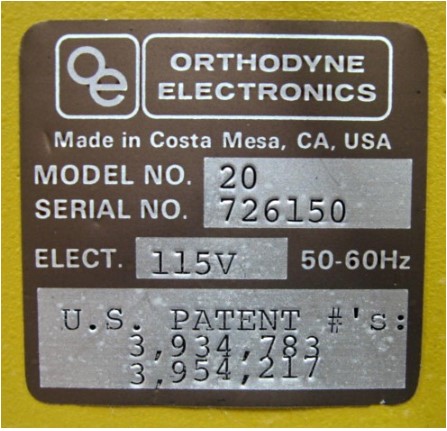 oe
ORTHODYNE
ELECTRONICS
Made in Costa Mesa, CA, USA
MODEL NO. 20
SERIAL NO. 726150
ELECT. 115V 50-60Hz
U.S. PATENT #'s:
3,934,783
3,954,217